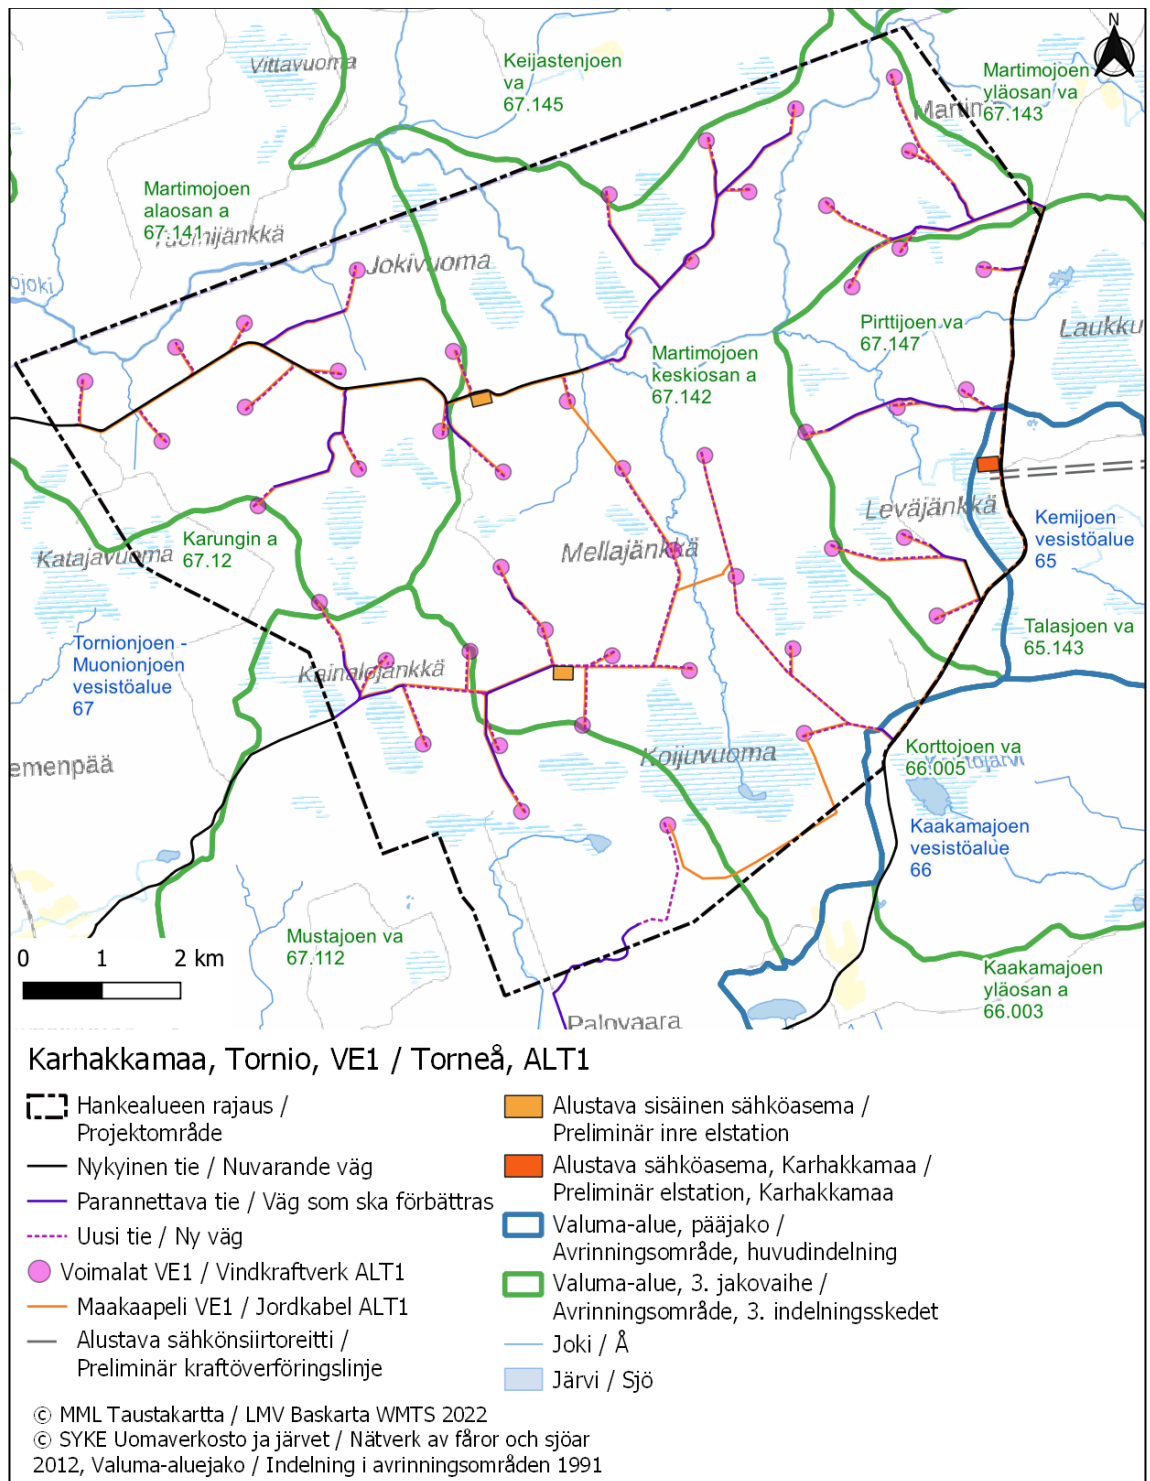 N
Vittavuoma
Keijastenjoen
va
67.145
Martimojoen
yläosan va
67.143
Martimojoen
alaosan a
67.141
Jokivuoma
ojoki
Laukku
Pirttijoen va
67.147
Martimojoen
keskiosan a
67.142
Leväjänkkä
Kemijoen
vesistöalue
65
Karungin a
67.12
Katajavuoma
Mellajänkkä
Tornionjoen -
Muonionjoen
vesistöalue
67
Talasjoen va
65.143
Kainalojänkkä
emenpää
Koijuvuoma
Korttojoen va
66.005
Kaakamajoen
vesistöalue
66
Mustajoen va
67.112
Kaakamajoen
yläosan a
66.003
0 1 2 km
Palovaara
Karhakkamaa, Tornio, VE1 / Torneå, ALT1
Hankealueen rajaus /
Projektområde
Nykyinen tie / Nuvarande väg
Parannettava tie / Väg som ska förbättras
Uusi tie / Ny väg
Voimalat VE1 / Vindkraftverk ALT1
Maakaapeli VE1 / Jordkabel ALT1
Alustava sähkönsiirtoreitti /
Preliminär kraftöverföringslinje
Alustava sisäinen sähköasema /
Preliminär inre elstation
Alustava sähköasema, Karhakkamaa /
Preliminär elstation, Karhakkamaa
Valuma-alue, pääjako /
Avrinningsområde, huvudindelning
Valuma-alue, 3. jakovaihe /
Avrinningsområde, 3. indelningsskedet
Joki / Å
Järvi / Sjö
© MML Taustakartta / LMV Baskarta WMTS 2022
© SYKE Uomaverkosto ja järvet / Nätverk av fåror och sjöar
2012, Valuma-aluejako / Indelning i avrinningsområden 1991